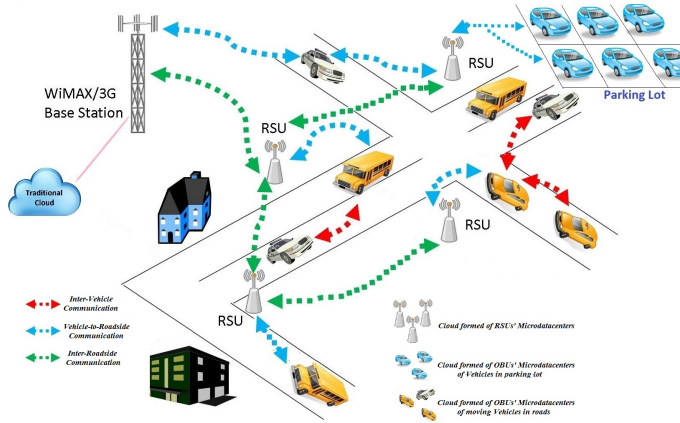 RSU
Parking Lot
WiMAX/3G
Base Station
RSU
Traditional
Cloud
RSU
RSU
Inter-Vehicle
Communication
Vehicle-to-Roadside
Communication
Inter-Roadside
Communication
Cloud formed of RSUs' Microdatacenters
Cloud formed of OBUs' Microdatacenters
of Vehicles in parking lot
Cloud formed of OBUs' Microdatacenters
of moving Vehicles in roads